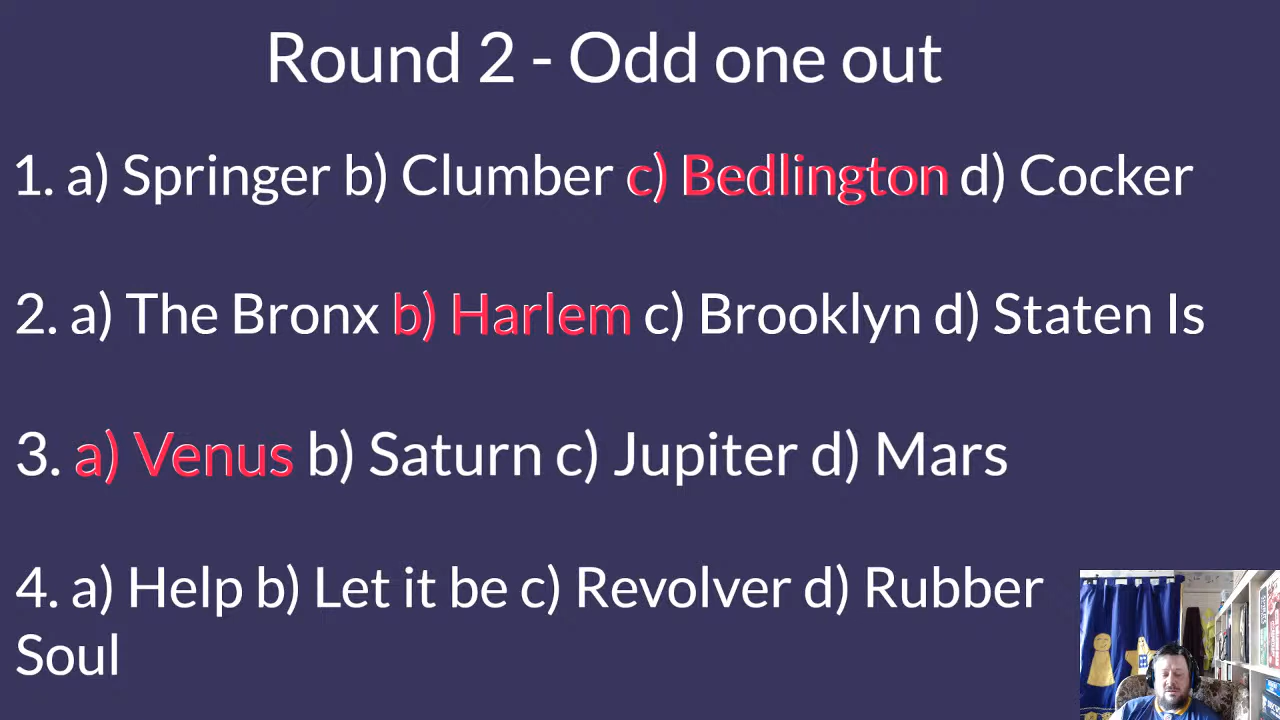 Round 2 - Odd one out
1. a) Springer b) Clumber c) Bedlington d) Cocker
2. a) The Bronx b) Harlem c) Brooklyn d) Staten Is
3. a) Venus b) Saturn c) Jupiter d) Mars
4. a) Help b) Let it be c) Revolver d) Rubber
Soul